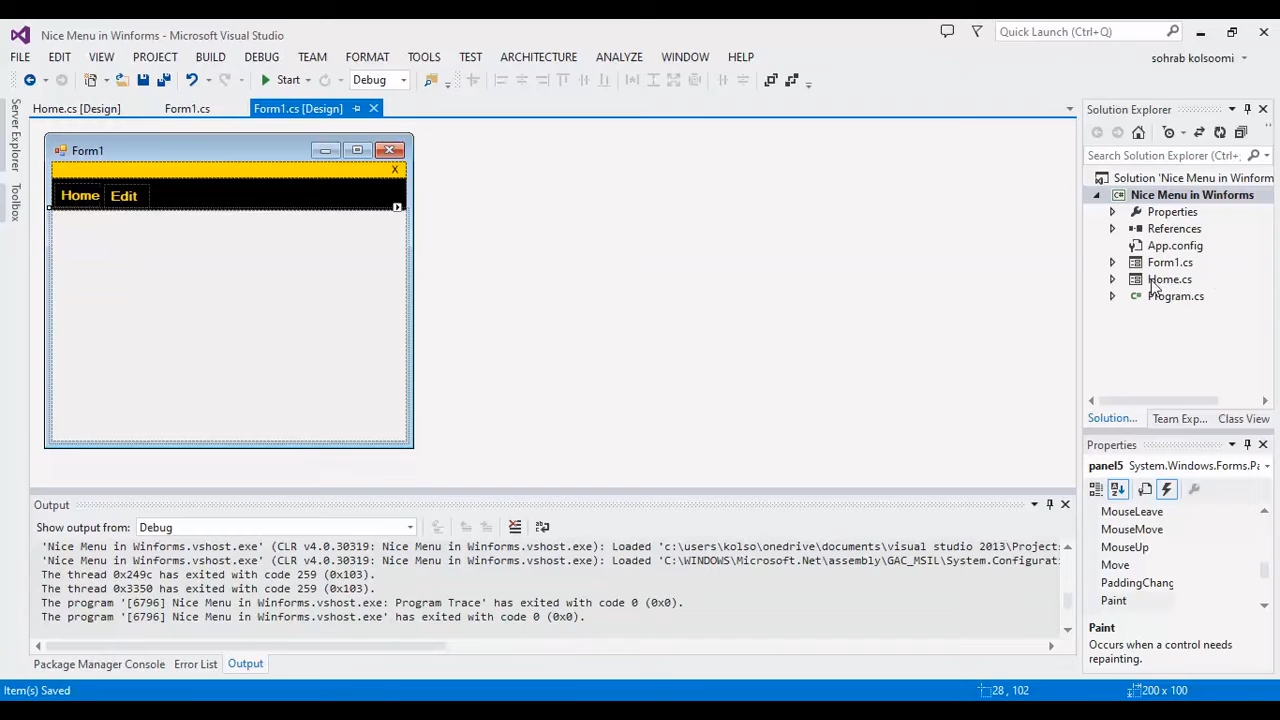 Nice Menu in Winforms - Microsoft Visual Studio
Quick Launch (Ctrl+Q)
FILE EDIT VIEW PROJECT BUILD DEBUG TEAM FORMAT TOOLS TEST ARCHITECTURE ANALYZE WINDOW HELP
sohrab kolsoomi
Start Debug
Home.cs [Design] Form1.cs Form1.cs [Design]
Form1
X
Home Edit
Server Explorer
Toolbox
Solution Explorer
Search Solution Explorer (Ctrl+;
Solution 'Nice Menu in Winform
Nice Menu in Winforms
Properties
References
App.config
Form1.cs
Home.cs
Program.cs
Solution... Team Exp... Class View
Properties
panel5 System.Windows.Forms.Pa
MouseLeave
MouseMove
MouseUp
Move
PaddingChang
Paint
Paint
Occurs when a control needs
repainting.
Output
Show output from: Debug
'Nice Menu in Winforms.vshost.exe' (CLR v4.0.30319: Nice Menu in Winforms.vshost.exe): Loaded 'c:\users\kolso\onedrive\documents\visual studio 2013\Project
'Nice Menu in Winforms.vshost.exe' (CLR v4.0.30319: Nice Menu in Winforms.vshost.exe): Loaded 'C:\WINDOWS\Microsoft.Net\assembly\GAC_MSIL\System.Configurat
The thread 0x249c has exited with code 259 (0x103).
The thread 0x3350 has exited with code 259 (0x103).
The program '[6796] Nice Menu in Winforms.vshost.exe: Program Trace' has exited with code 0 (0x0).
The program '[6796] Nice Menu in Winforms.vshost.exe' has exited with code 0 (0x0).
Package Manager Console Error List Output
Item(s) Saved
28 , 102
200 x 100